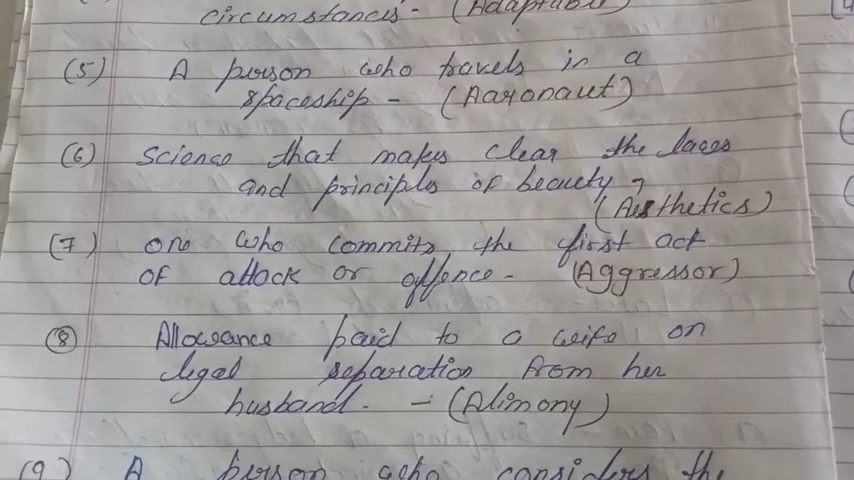 circumstances - (Adaptable)
(5) A person who travels in a
spaceship - (Aaronaut)
(6) Science that makes clear the laws
and principles of beauty -
(Aesthetics)
(7) one who commits the first act
of attack or offence - (Aggressor)
(8) Allowance paid to a wife on
legal separation from her
husband. - (Alimony)
(9) A person who considers the